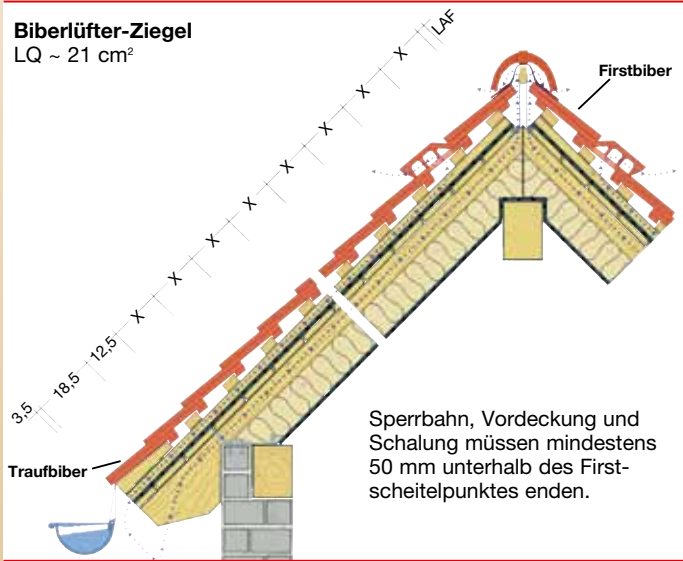 Biberlüfter-Ziegel
LQ ~ 21 cm²
LAF
X
X
X
X
X
X
X
12,5
18,5
3,5
Firstbiber
Traufbiber
Sperrbahn, Vordeckung und
Schalung müssen mindestens
50 mm unterhalb des First-
scheitelpunktes enden.